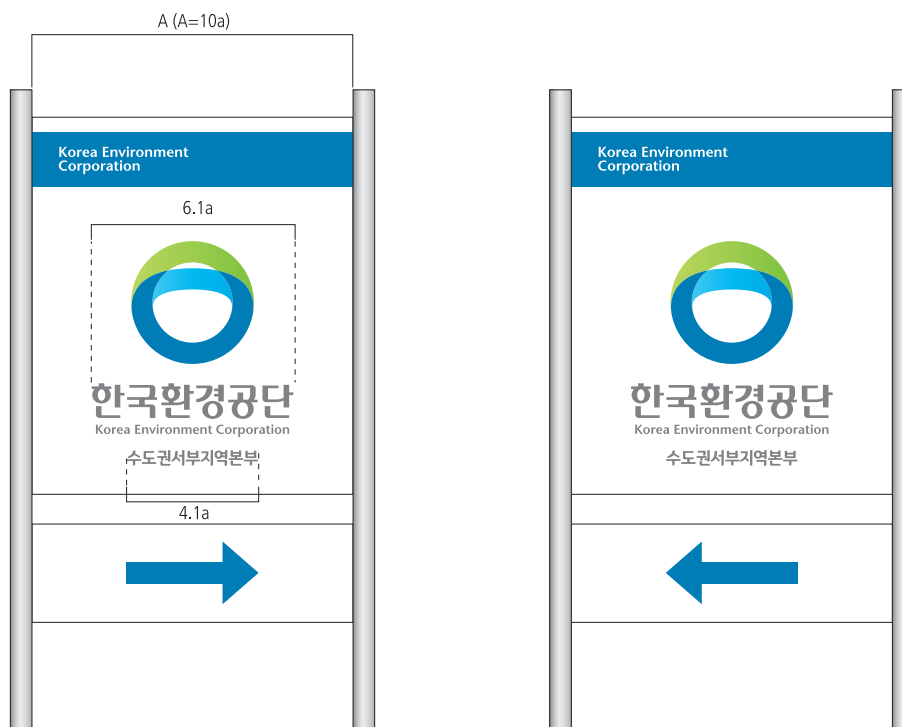 A (A=10a)
Korea Environment
Corporation
6.1a
한국환경공단
Korea Environment Corporation
수도권서부지역본부
4.1a
Korea Environment
Corporation
한국환경공단
Korea Environment Corporation
수도권서부지역본부